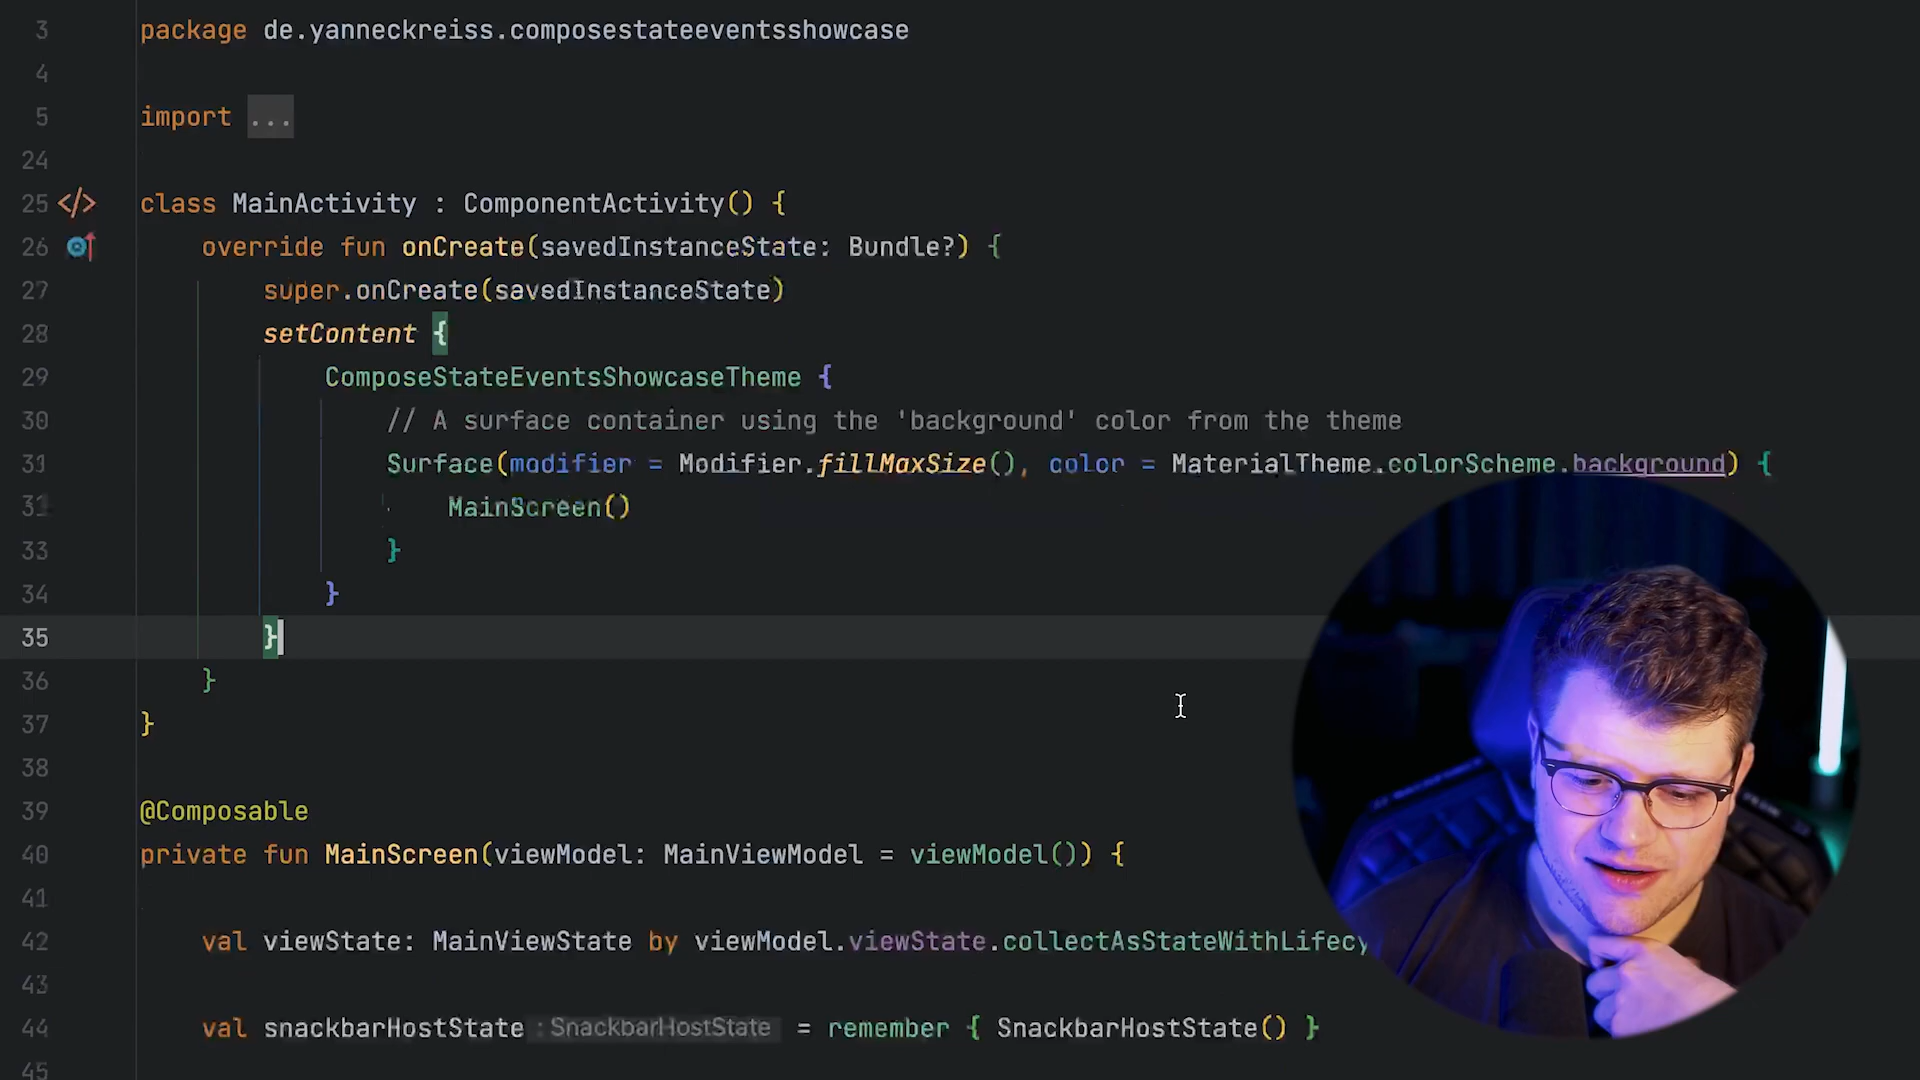 3 package de.yanneckreiss.composestateeventsshowcase
4
5 import ...
24
25 class MainActivity : ComponentActivity() {
26 override fun onCreate(savedInstanceState: Bundle?) {
27 super.onCreate(savedInstanceState)
28 setContent {
29 ComposeStateEventsShowcaseTheme {
30 // A surface container using the 'background' color from the theme
31 Surface(modifier = Modifier.fillMaxSize(), color = MaterialTheme.colorScheme.background) {
MainScreen()
33 }
34 }
35 }
36 }
37 }
38
39 @Composable
40 private fun MainScreen(viewModel: MainViewModel = viewModel()) {
41
42 val viewState: MainViewState by viewModel.viewState.collectAsStateWithLifecy
43
44 val snackbarHostState : SnackbarHostState = remember { SnackbarHostState() }
45